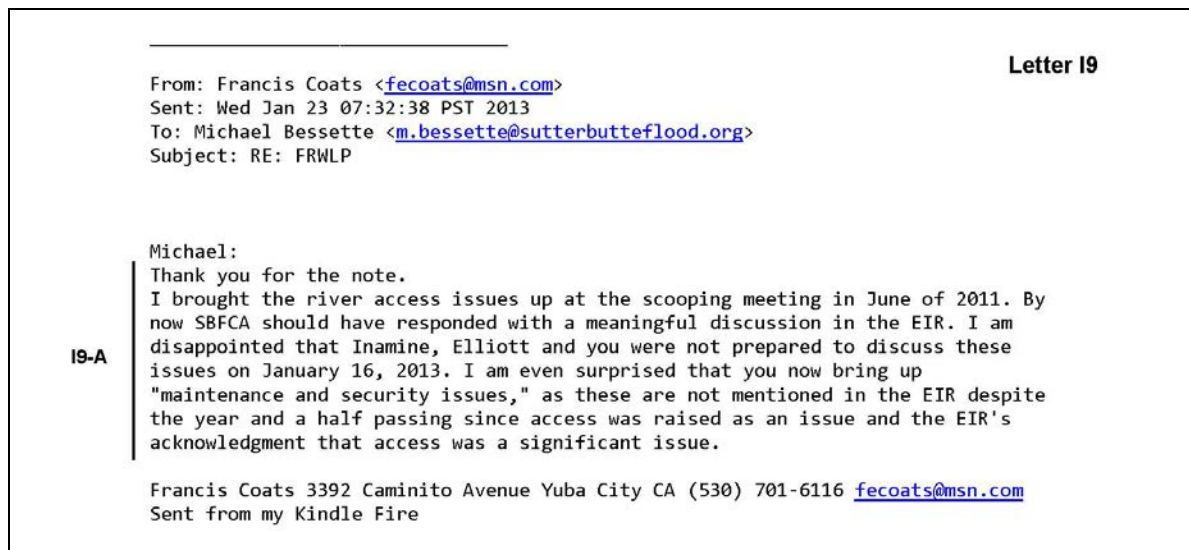 Letter I9
From: Francis Coats <fecoats@msn.com>
Sent: Wed Jan 23 07:32:38 PST 2013
To: Michael Bessette <m.bessette@sutterbutteflood.org>
Subject: RE: FRWLP
Michael:
Thank you for the note.
I brought the river access issues up at the scooping meeting in June of 2011. By
now SBFCA should have responded with a meaningful discussion in the EIR. I am
I9-A
disappointed that Inamine, Elliott and you were not prepared to discuss these
issues on January 16, 2013. I am even surprised that you now bring up
"maintenance and security issues," as these are not mentioned in the EIR despite
the year and a half passing since access was raised as an issue and the EIR's
acknowledgment that access was a significant issue.
Francis Coats 3392 Caminito Avenue Yuba City CA (530) 701-6116 fecoats@msn.com
Sent from my Kindle Fire